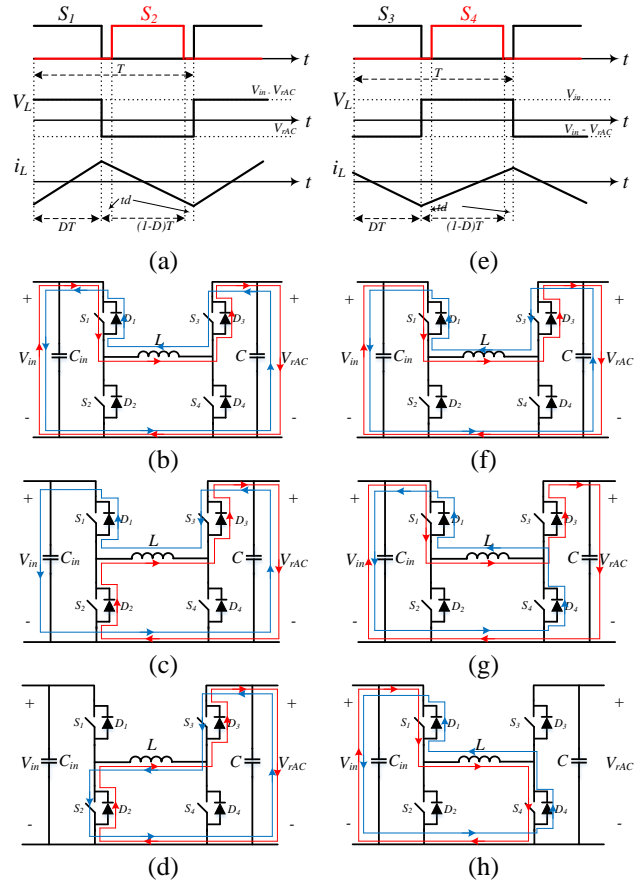 S1 S2 t
T
Vin - VrAC
VL t
VrAC
iL t
td
DT (1-D)T
(a)
S3 S4 t
T
Vin
VL t
Vin - VrAC
iL t
td
DT (1-D)T
(e)
+ S1 D1 S3 D3 +
Vin Cin L C VrAC
- S2 D2 S4 D4 -
(b)
+ S1 D1 S3 D3 +
Vin Cin L C VrAC
- S2 D2 S4 D4 -
(f)
+ S1 D1 S3 D3 +
Vin Cin L C VrAC
- S2 D2 S4 D4 -
(c)
+ S1 D1 S3 D3 +
Vin Cin L C VrAC
- S2 D2 S4 D4 -
(g)
+ S1 D1 S3 D3 +
Vin Cin L C VrAC
- S2 D2 S4 D4 -
(d)
+ S1 D1 S3 D3 +
Vin Cin L C VrAC
- S2 D2 S4 D4 -
(h)